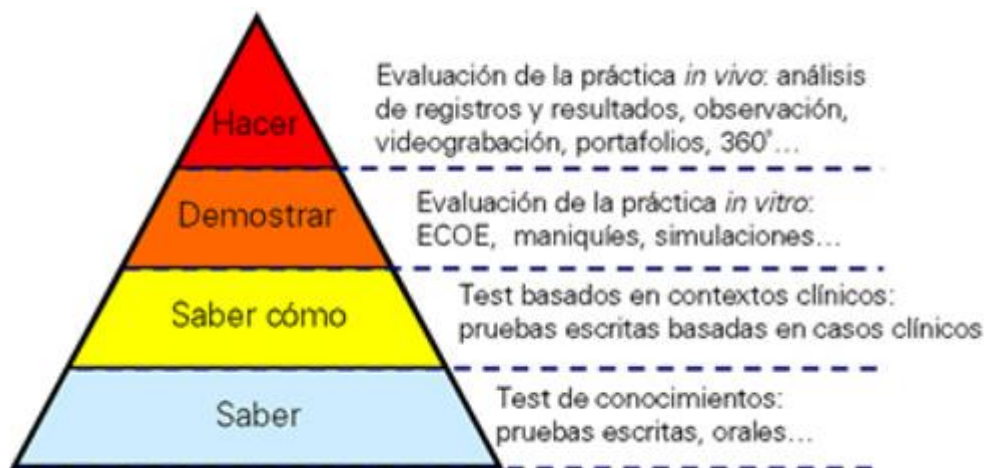 Hacer
Evaluación de la práctica in vivo: análisis
de registros y resultados, observación,
videograbación, portafolios, 360°...
Demostrar
Evaluación de la práctica in vitro:
ECOE, maniquíes, simulaciones...
Saber cómo
Test basados en contextos clínicos:
pruebas escritas basadas en casos clínicos
Saber
Test de conocimientos:
pruebas escritas, orales...